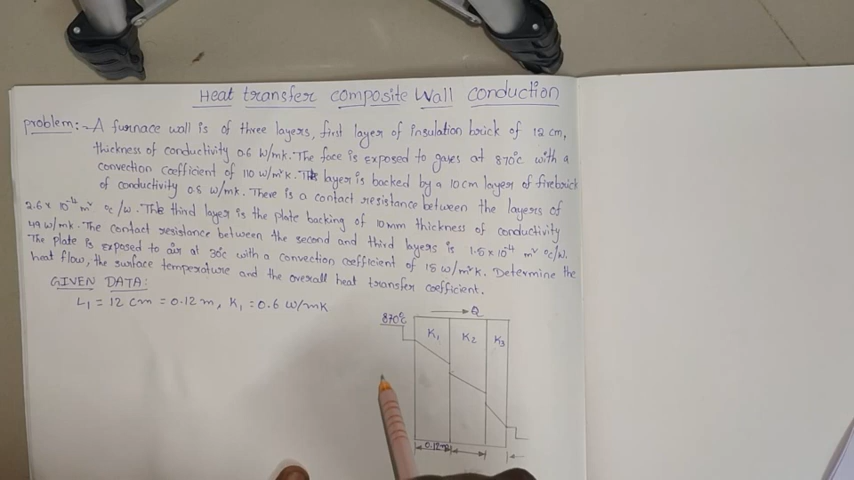 Heat transfer composite Wall conduction
problem:- A furnace wall is of three layers, first layer of insulation brick of 12 cm,
thickness of conductivity 0.6 W/mk. The face is exposed to gases at 870°c with a
convection coefficient of 110 W/m²K. The layer is backed by a 10cm layer of firebrick
of conductivity 0.8 W/mk. There is a contact resistance between the layers of
2.6 x 10⁻⁴ m² °c/W. The third layer is the plate backing of 10mm thickness of conductivity
49 W/mk. The contact resistance between the second and third layers is 1.5 x 10⁻⁴ m² °c/W.
The plate is exposed to air at 30°c with a convection coefficient of 15 W/m²K. Determine the
heat flow, the surface temperature and the overall heat transfer coefficient.
GIVEN DATA:
L₁ = 12 cm = 0.12 m, K₁ = 0.6 W/mK
Q
870°c
K₁ K₂ K₃
0.12m